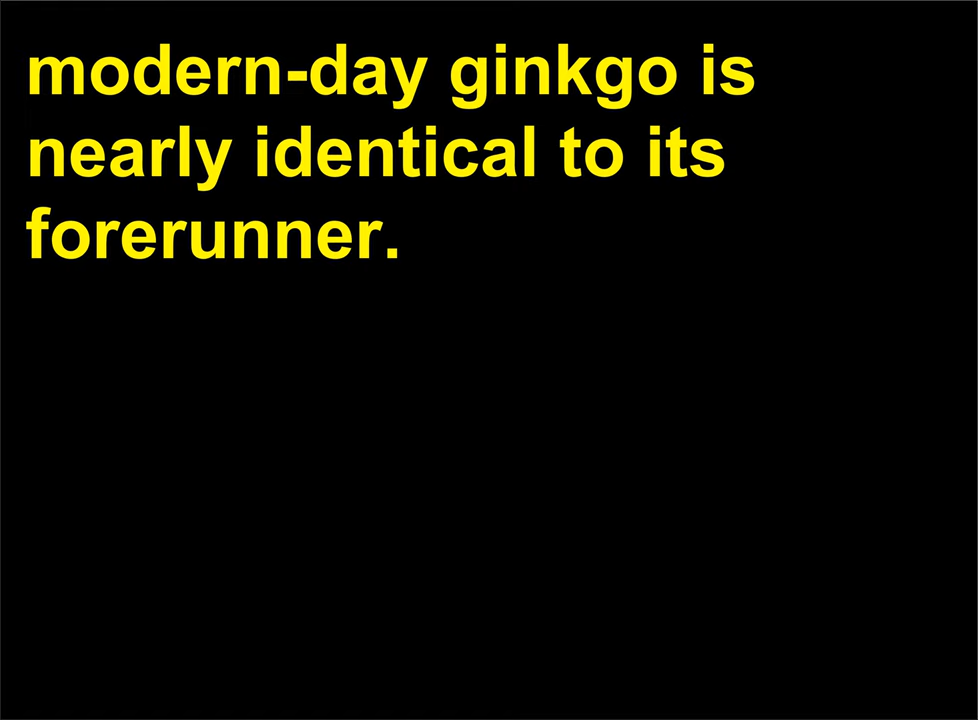 modern-day ginkgo is
nearly identical to its
forerunner.